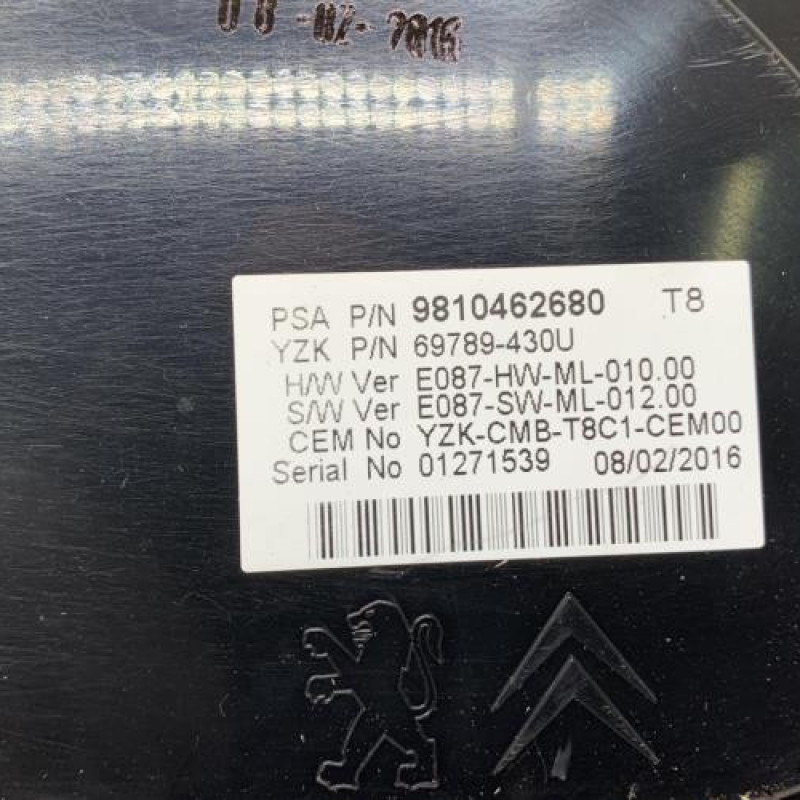 08-02-2016
PSA P/N 9810462680 T8
YZK P/N 69789-430U
H/W Ver E087-HW-ML-010.00
S/W Ver E087-SW-ML-012.00
CEM No YZK-CMB-T8C1-CEM00
Serial No 01271539 08/02/2016